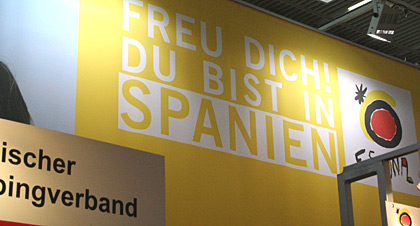 FREU DICH!
DU BIST IN
SPANIEN
ischer
pingverband